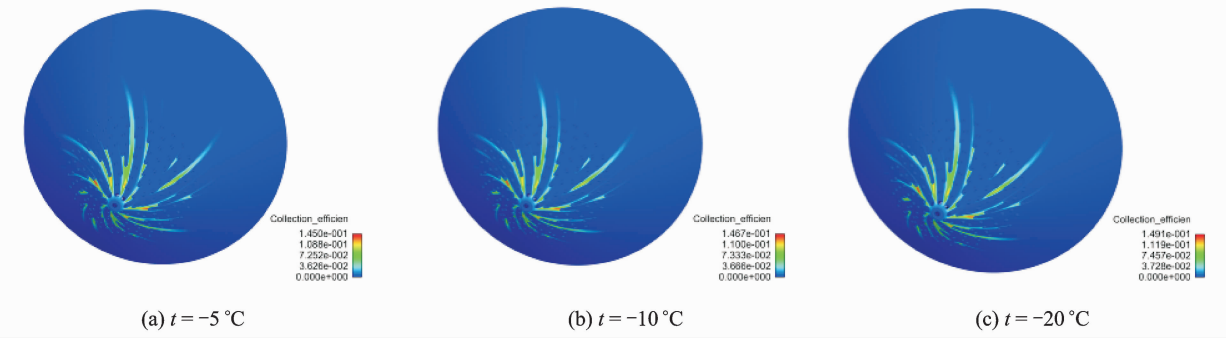 Collection_efficien
1.450e-001
1.088e-001
7.252e-002
3.626e-002
0.000e+000
(a) t = −5 °C
Collection_efficien
1.467e-001
1.100e-001
7.333e-002
3.666e-002
0.000e+000
(b) t = −10 °C
Collection_efficien
1.491e-001
1.119e-001
7.457e-002
3.728e-002
0.000e+000
(c) t = −20 °C